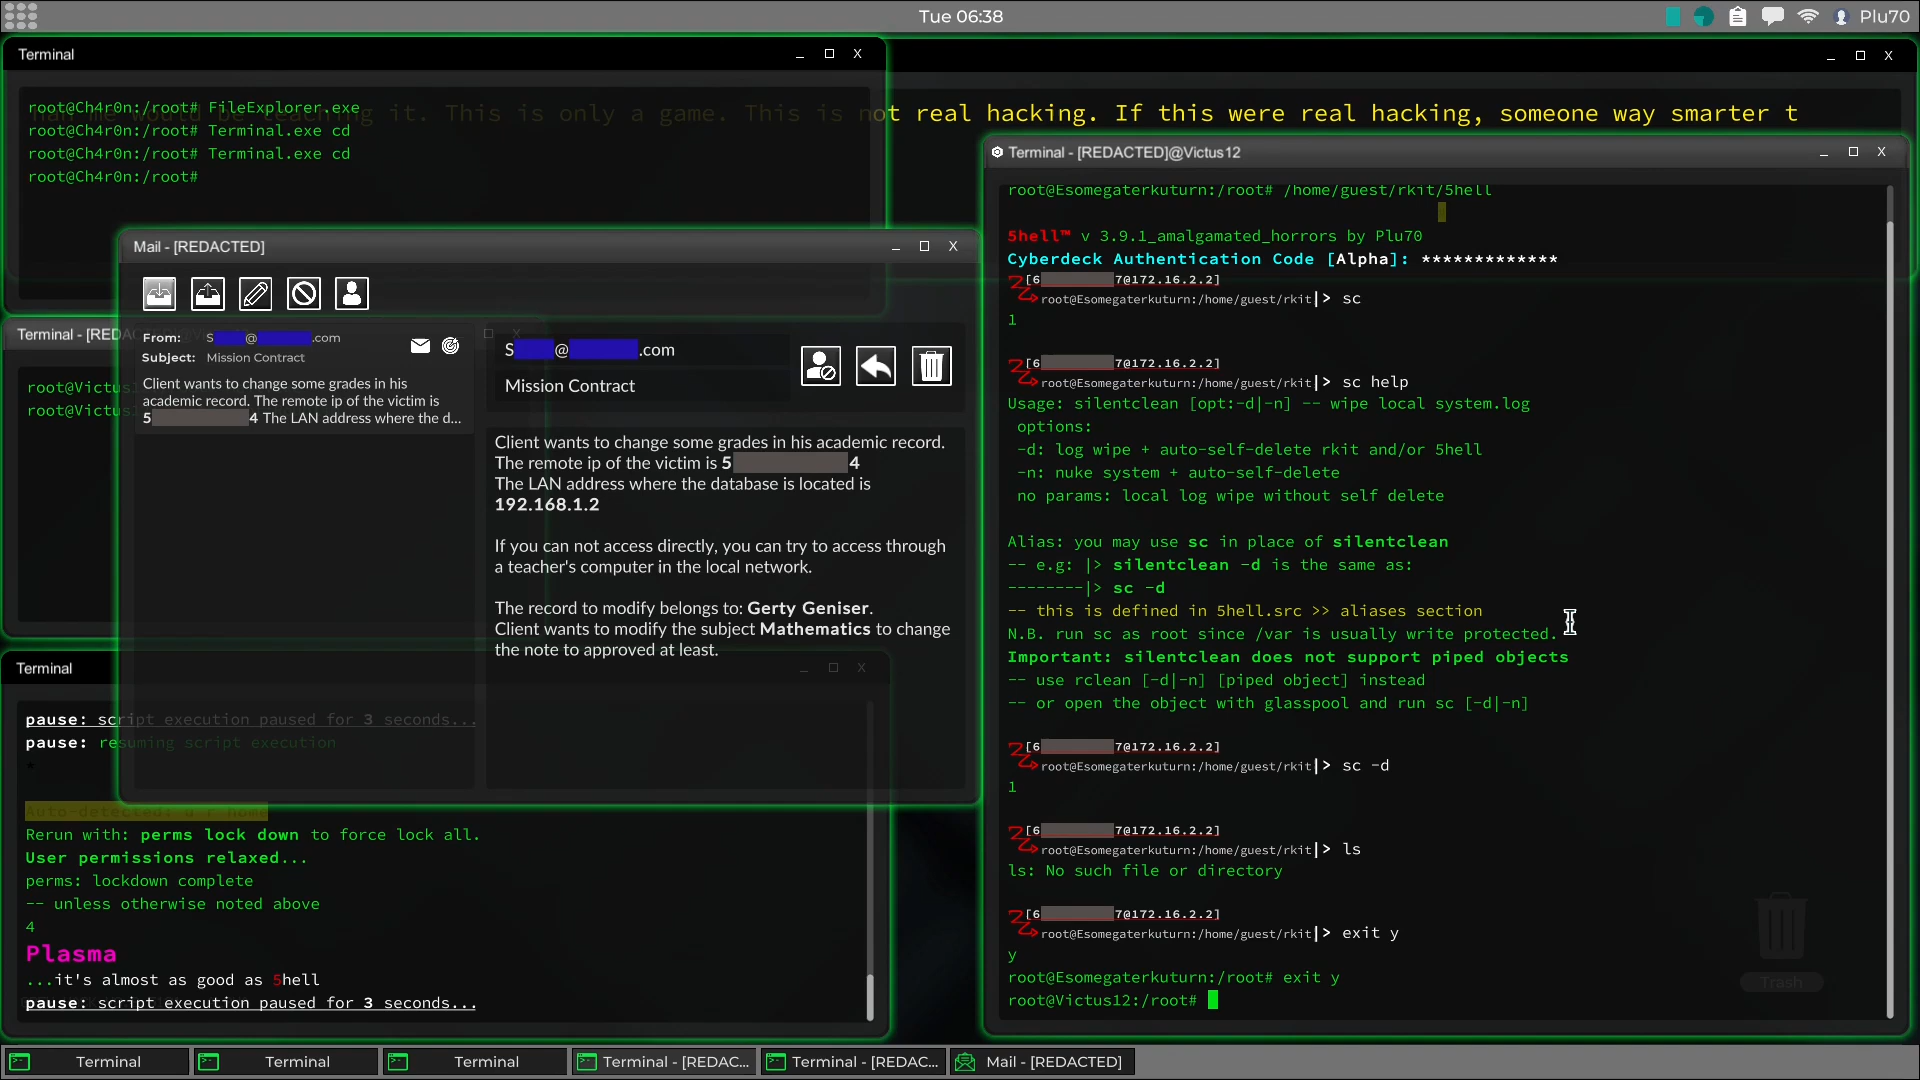 Tue 06:38
Plu70
Terminal
root@Ch4r0n:/root# FileExplorer.exe
root@Ch4r0n:/root# Terminal.exe cd
root@Ch4r0n:/root# Terminal.exe cd
root@Ch4r0n:/root#
han me would be teaching it. This is only a game. This is not real hacking. If this were real hacking, someone way smarter t
Terminal - [RED
root@Victus
root@Victus
Mail - [REDACTED]
From: S @ .com
Subject: Mission Contract
Client wants to change some grades in his
academic record. The remote ip of the victim is
5 4 The LAN address where the d...
S @ .com
Mission Contract
Client wants to change some grades in his academic record.
The remote ip of the victim is 5 4
The LAN address where the database is located is
192.168.1.2
If you can not access directly, you can try to access through
a teacher's computer in the local network.
The record to modify belongs to: Gerty Geniser.
Client wants to modify the subject Mathematics to change
the note to approved at least.
Terminal
pause: script execution paused for 3 seconds...
pause: resuming script execution
*
Auto-detected:
Rerun with: perms lock down to force lock all.
User permissions relaxed...
perms: lockdown complete
-- unless otherwise noted above
4
Plasma
...it's almost as good as 5hell
pause: script execution paused for 3 seconds...
Terminal - [REDACTED]@Victus12
root@Esomegaterkuturn:/root# /home/guest/rkit/5hell
5hell™ v 3.9.1_amalgamated_horrors by Plu70
Cyberdeck Authentication Code [Alpha]: *************
[6 7@172.16.2.2]
root@Esomegaterkuturn:/home/guest/rkit|> sc
1
[6 7@172.16.2.2]
root@Esomegaterkuturn:/home/guest/rkit|> sc help
Usage: silentclean [opt:-d|-n] -- wipe local system.log
options:
-d: log wipe + auto-self-delete rkit and/or 5hell
-n: nuke system + auto-self-delete
no params: local log wipe without self delete
Alias: you may use sc in place of silentclean
-- e.g: |> silentclean -d is the same as:
--------|> sc -d
-- this is defined in 5hell.src >> aliases section
N.B. run sc as root since /var is usually write protected.
Important: silentclean does not support piped objects
-- use rclean [-d|-n] [piped object] instead
-- or open the object with glasspool and run sc [-d|-n]
[6 7@172.16.2.2]
root@Esomegaterkuturn:/home/guest/rkit|> sc -d
1
[6 7@172.16.2.2]
root@Esomegaterkuturn:/home/guest/rkit|> ls
ls: No such file or directory
[6 7@172.16.2.2]
root@Esomegaterkuturn:/home/guest/rkit|> exit y
y
root@Esomegaterkuturn:/root# exit y
root@Victus12:/root#
Trash
Terminal
Terminal
Terminal
Terminal - [REDAC...
Terminal - [REDAC...
Mail - [REDACTED]